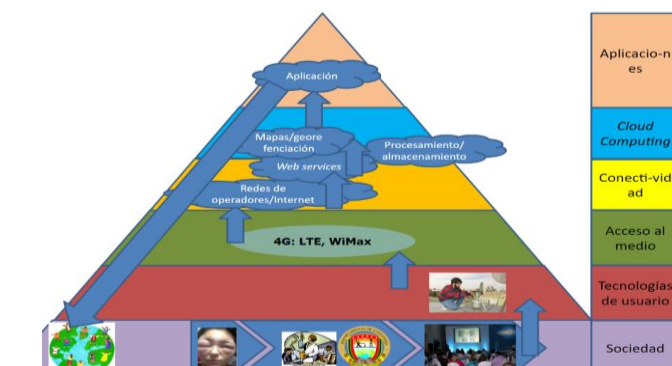 Aplicación
Mapas/geore
fenciación
Procesamiento/
almacenamiento
Web services
Redes de
operadores/Internet
4G: LTE, WiMax
Aplicacio-n
es
Cloud
Computing
Conecti-vid
ad
Acceso al
medio
Tecnologías
de usuario
Sociedad